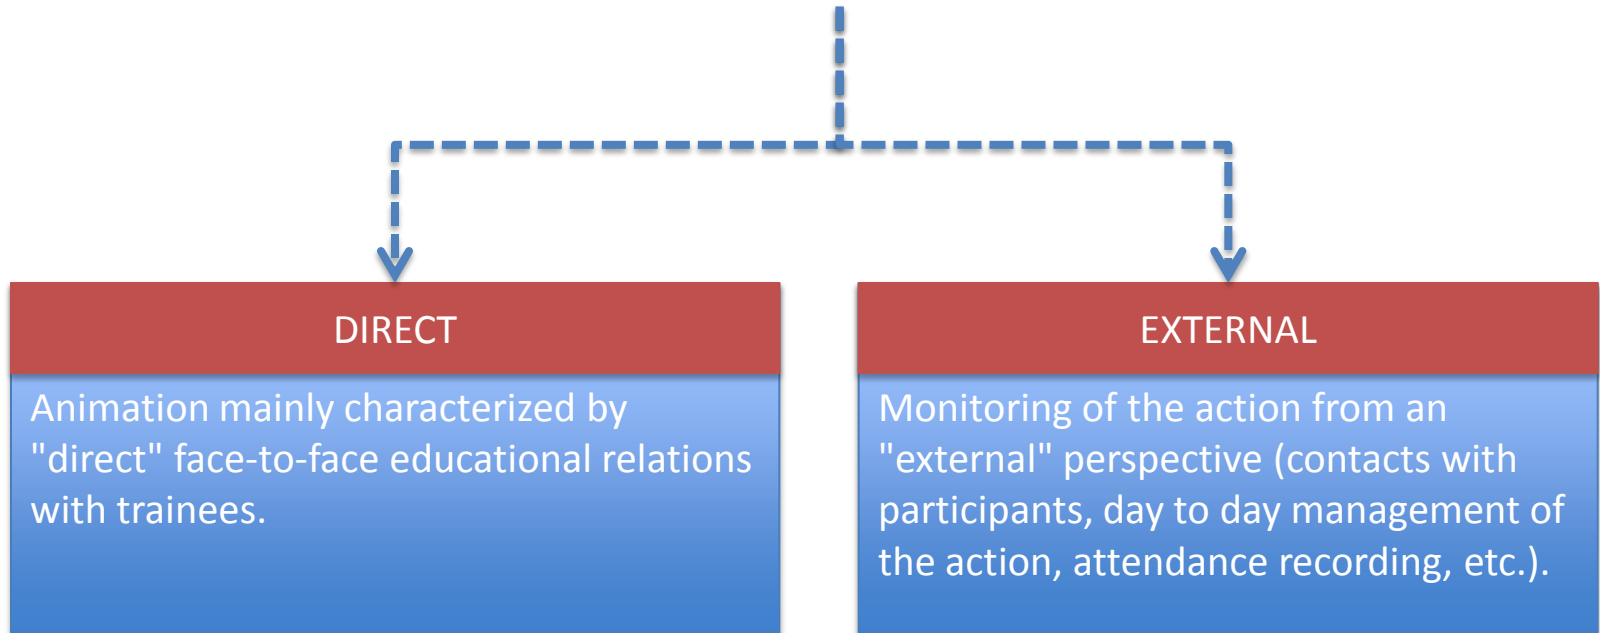 DIRECT
Animation mainly characterized by
"direct" face-to-face educational relations
with trainees.
EXTERNAL
Monitoring of the action from an
"external" perspective (contacts with
participants, day to day management of
the action, attendance recording, etc.).